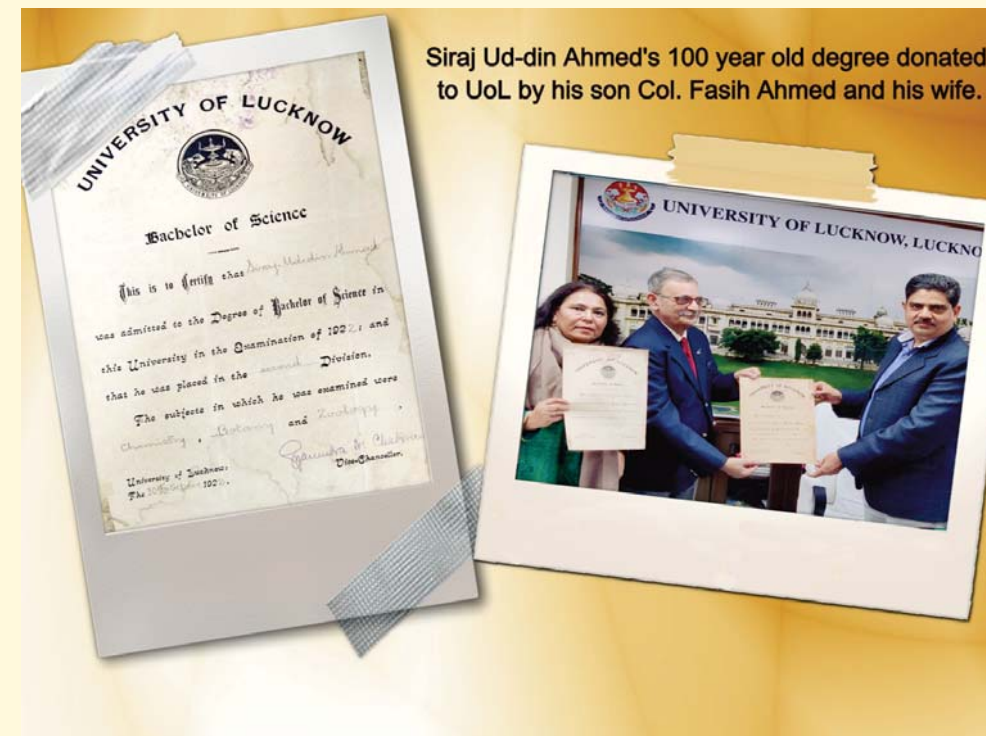 Siraj Ud-din Ahmed's 100 year old degree donated
to UoL by his son Col. Fasih Ahmed and his wife.
UNIVERSITY OF LUCKNOW
Bachelor of Science
This is to Certify that
was admitted to the Degree of Bachelor of Science in
this University in the Examination of 1922; and
that he was placed in the second Division.
The subjects in which he was examined were
Chemistry, Botany and Zoology.
Vice-Chancellor.
University of Lucknow:
The
UNIVERSITY OF LUCKNOW, LUCKNO